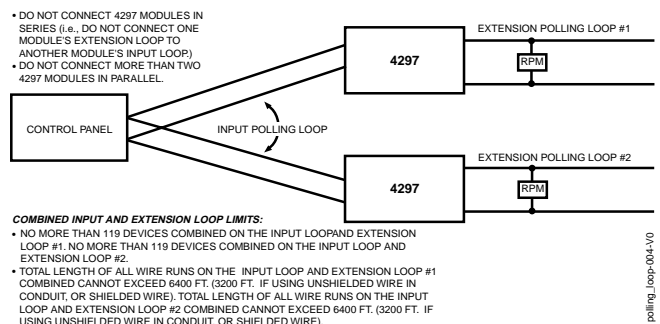 • DO NOT CONNECT 4297 MODULES IN
SERIES (i.e., DO NOT CONNECT ONE
MODULE'S EXTENSION LOOP TO
ANOTHER MODULE'S INPUT LOOP.)
• DO NOT CONNECT MORE THAN TWO
4297 MODULES IN PARALLEL.
EXTENSION POLLING LOOP #1
4297
RPM
CONTROL PANEL
INPUT POLLING LOOP
EXTENSION POLLING LOOP #2
4297
RPM
COMBINED INPUT AND EXTENSION LOOP LIMITS:
• NO MORE THAN 119 DEVICES COMBINED ON THE INPUT LOOPAND EXTENSION
LOOP #1. NO MORE THAN 119 DEVICES COMBINED ON THE INPUT LOOP AND
EXTENSION LOOP #2.
• TOTAL LENGTH OF ALL WIRE RUNS ON THE INPUT LOOP AND EXTENSION LOOP #1
COMBINED CANNOT EXCEED 6400 FT. (3200 FT. IF USING UNSHIELDED WIRE IN
CONDUIT, OR SHIELDED WIRE). TOTAL LENGTH OF ALL WIRE RUNS ON THE INPUT
LOOP AND EXTENSION LOOP #2 COMBINED CANNOT EXCEED 6400 FT. (3200 FT. IF
USING UNSHIELDED WIRE IN CONDUIT, OR SHIELDED WIRE)
polling_loop-004-V0